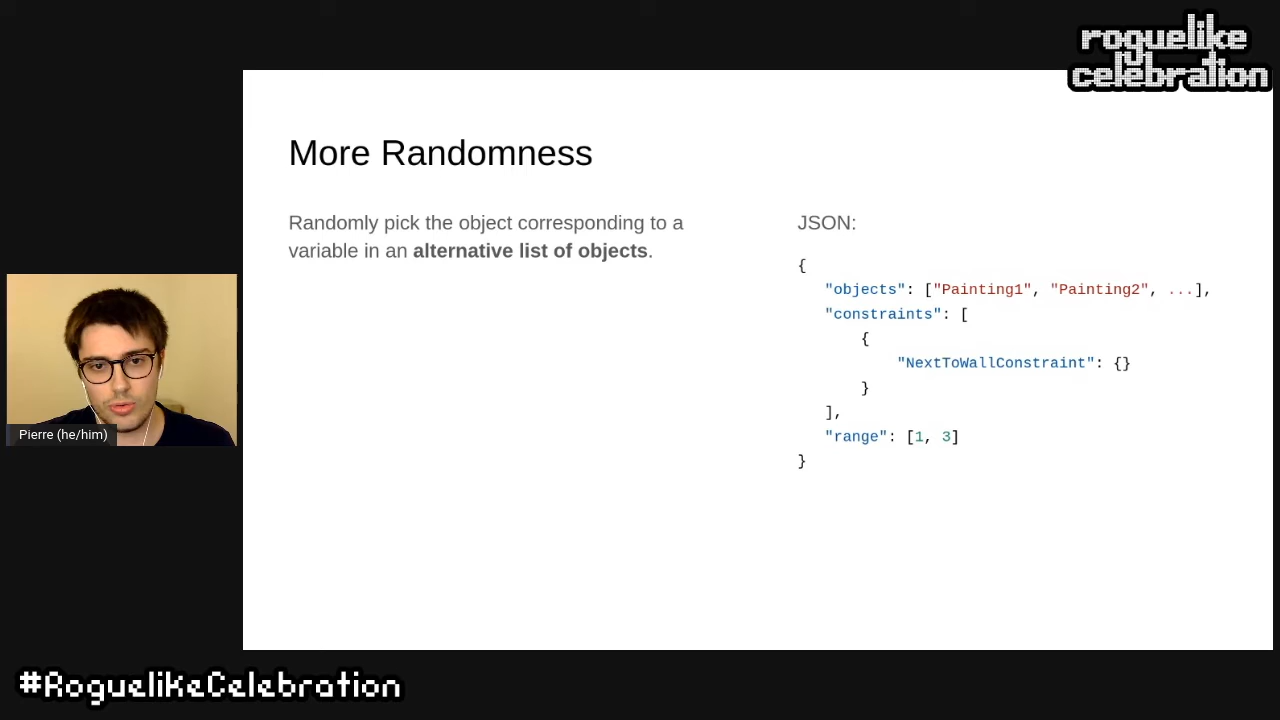 roguelike
celebration
More Randomness
Randomly pick the object corresponding to a
variable in an alternative list of objects.
JSON:
{
"objects": ["Painting1", "Painting2", ...],
"constraints": [
{
"NextToWallConstraint": {}
}
],
"range": [1, 3]
}
Pierre (he/him)
#RoguelikeCelebration